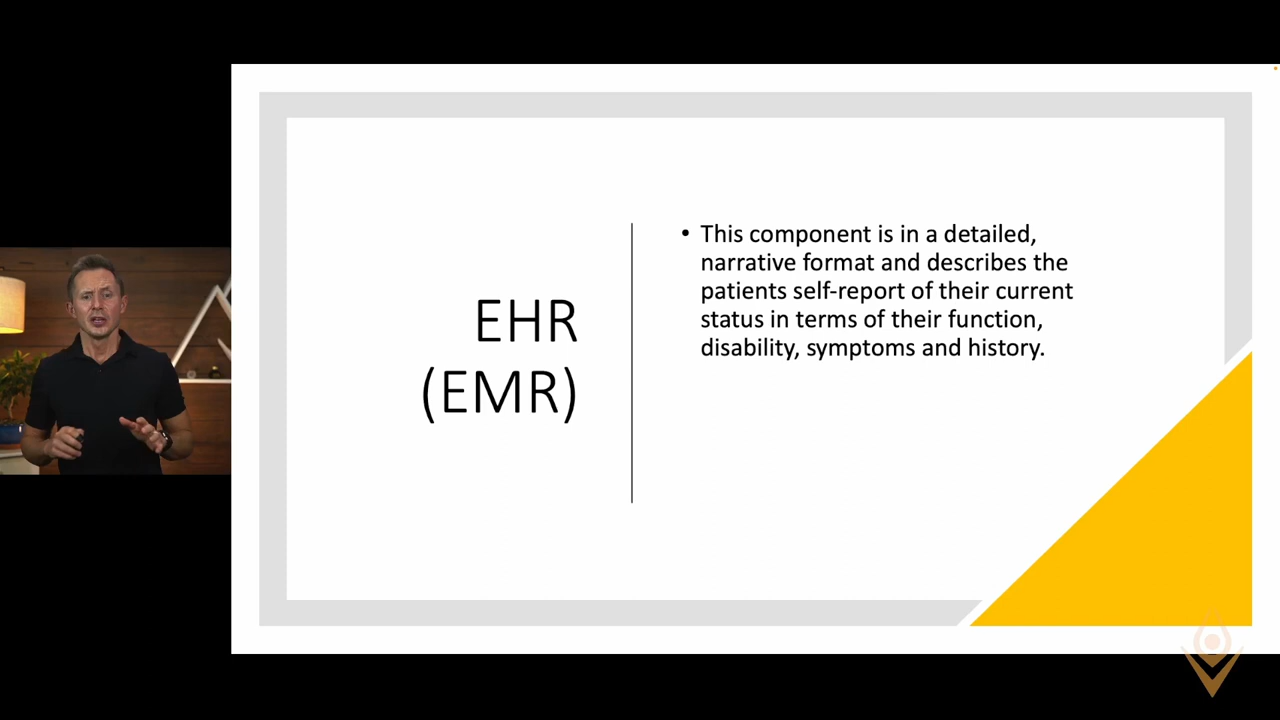 EHR
(EMR)
• This component is in a detailed,
narrative format and describes the
patients self-report of their current
status in terms of their function,
disability, symptoms and history.